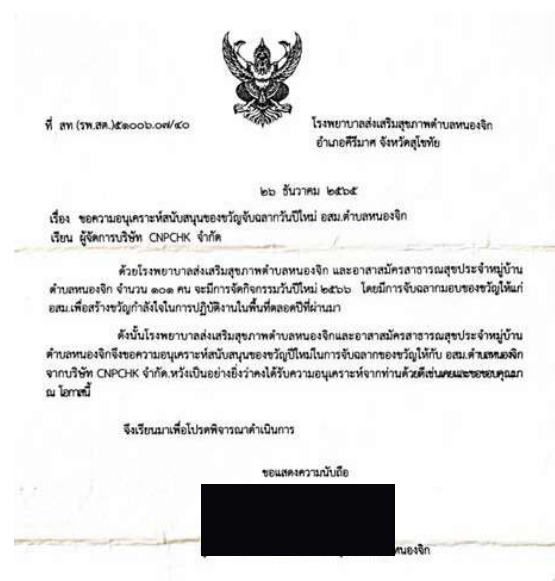 ที่ สท (รพ.สต.)๕๑๐๐๖.๐๗/๔๐
โรงพยาบาลส่งเสริมสุขภาพตำบลหนองจิก
อำเภอคีรีมาศ จังหวัดสุโขทัย
๒๖ ธันวาคม ๒๕๖๕
เรื่อง ขอความอนุเคราะห์สนับสนุนของขวัญจับฉลากวันปีใหม่ อสม.ตำบลหนองจิก
เรียน ผู้จัดการบริษัท CNPCHK จำกัด
ด้วยโรงพยาบาลส่งเสริมสุขภาพตำบลหนองจิก และอาสาสมัครสาธารณสุขประจำหมู่บ้าน
ตำบลหนองจิก จำนวน ๑๐๑ คน จะมีการจัดกิจกรรมวันปีใหม่ ๒๕๖๖ โดยมีการจับฉลากมอบของขวัญให้แก่
อสม.เพื่อสร้างขวัญกำลังใจในการปฏิบัติงานในพื้นที่ตลอดปีที่ผ่านมา
ดังนั้นโรงพยาบาลส่งเสริมสุขภาพตำบลหนองจิกและอาสาสมัครสาธารณสุขประจำหมู่บ้าน
ตำบลหนองจิกจึงขอความอนุเคราะห์สนับสนุนของขวัญปีใหม่ในการจับฉลากของขวัญให้กับ อสม.ตำบลหนองจิก
จากบริษัท CNPCHK จำกัด.หวังเป็นอย่างยิ่งว่าคงได้รับความอนุเคราะห์จากท่านด้วยดีเช่นเคยและขอขอบคุณมา
ณ โอกาสนี้
จึงเรียนมาเพื่อโปรดพิจารณาดำเนินการ
ขอแสดงความนับถือ